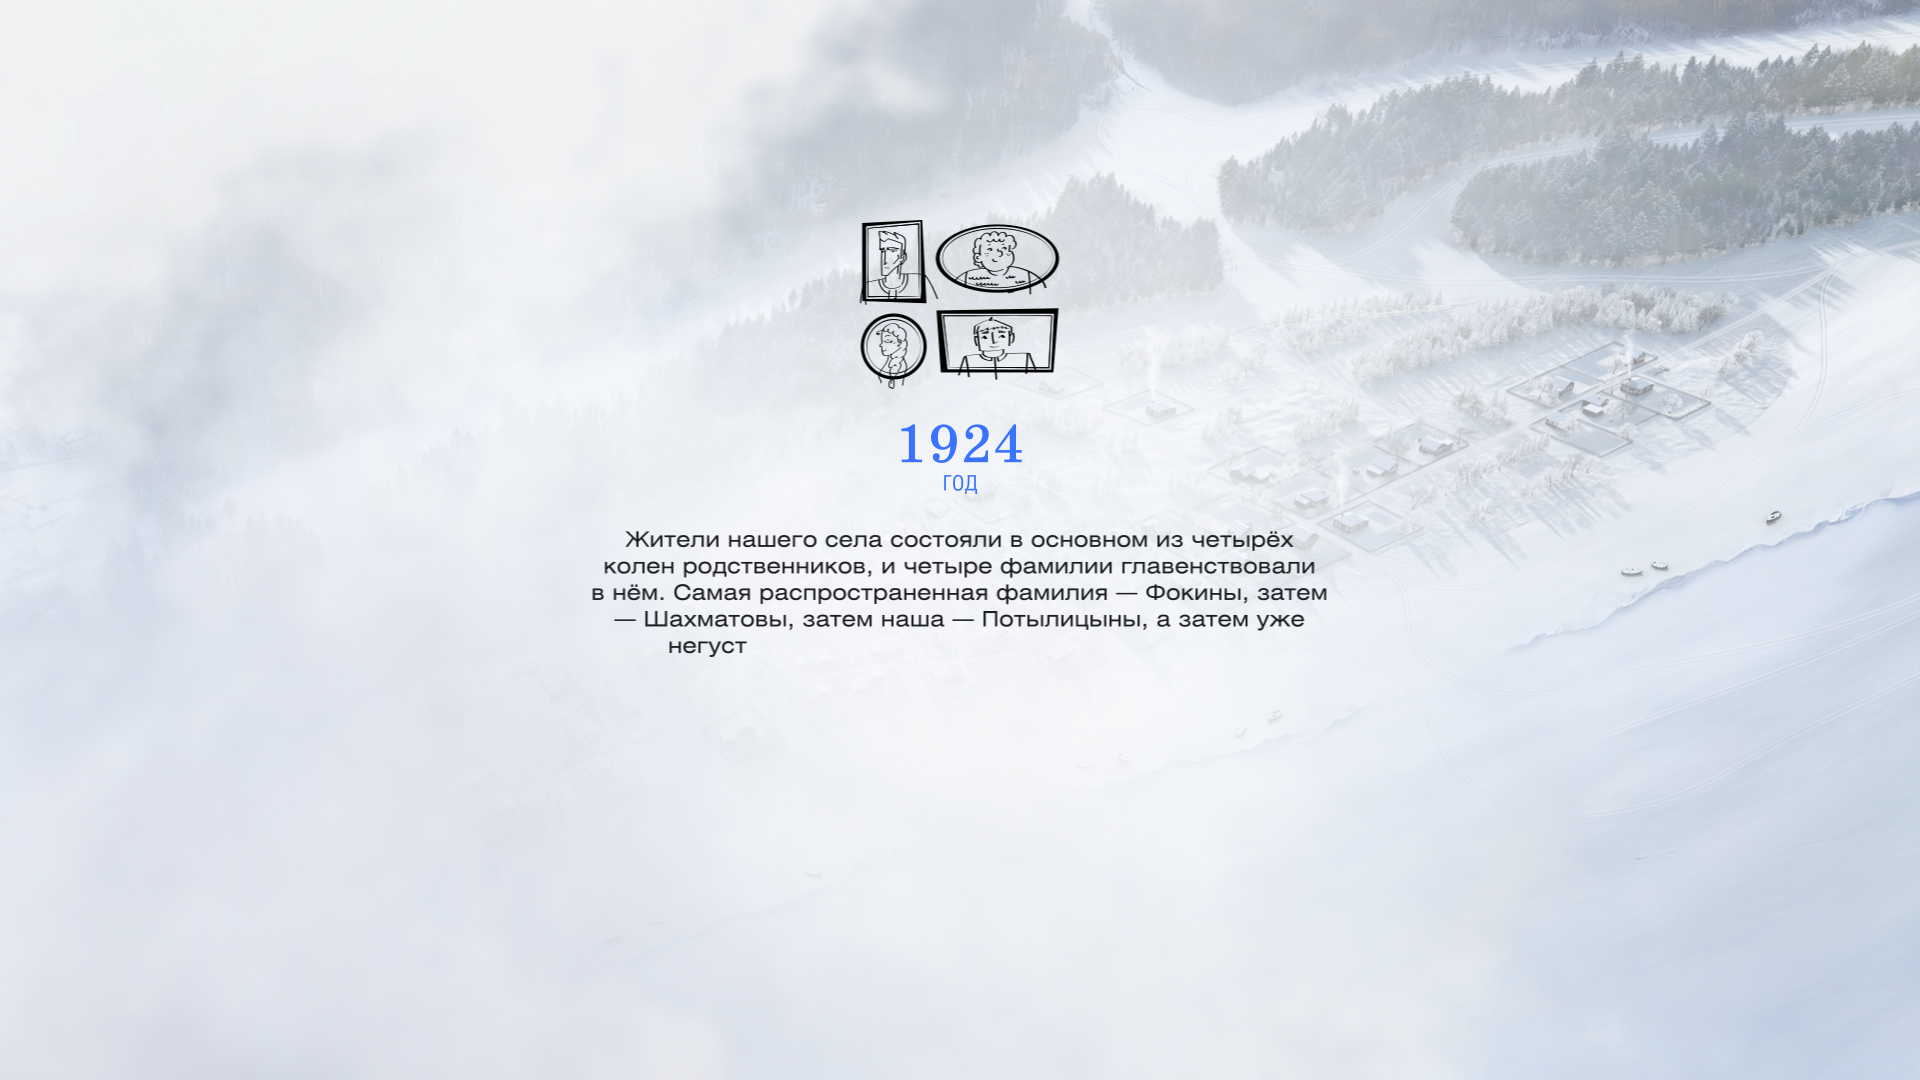 1924
ГОД
Жители нашего села состояли в основном из четырёх
колен родственников, и четыре фамилии главенствовали
в нём. Самая распространенная фамилия — Фокины, затем
— Шахматовы, затем наша — Потылицыны, а затем уже
негуст